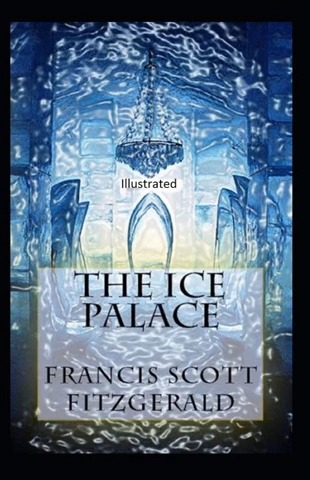 Illustrated
THE ICE
PALACE
FRANCIS SCOTT
FITZGERALD